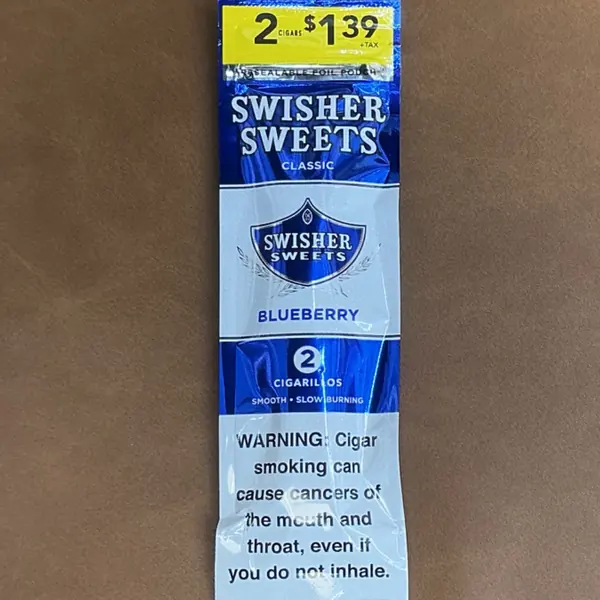 2 CIGARS $1.39 +TAX
RESEALABLE FOIL POUCH
SWISHER
SWEETS
CLASSIC
SWISHER
SWEETS
BLUEBERRY
2
CIGARILLOS
SMOOTH • SLOW BURNING
WARNING: Cigar
smoking can
cause cancers of
the mouth and
throat, even if
you do not inhale.